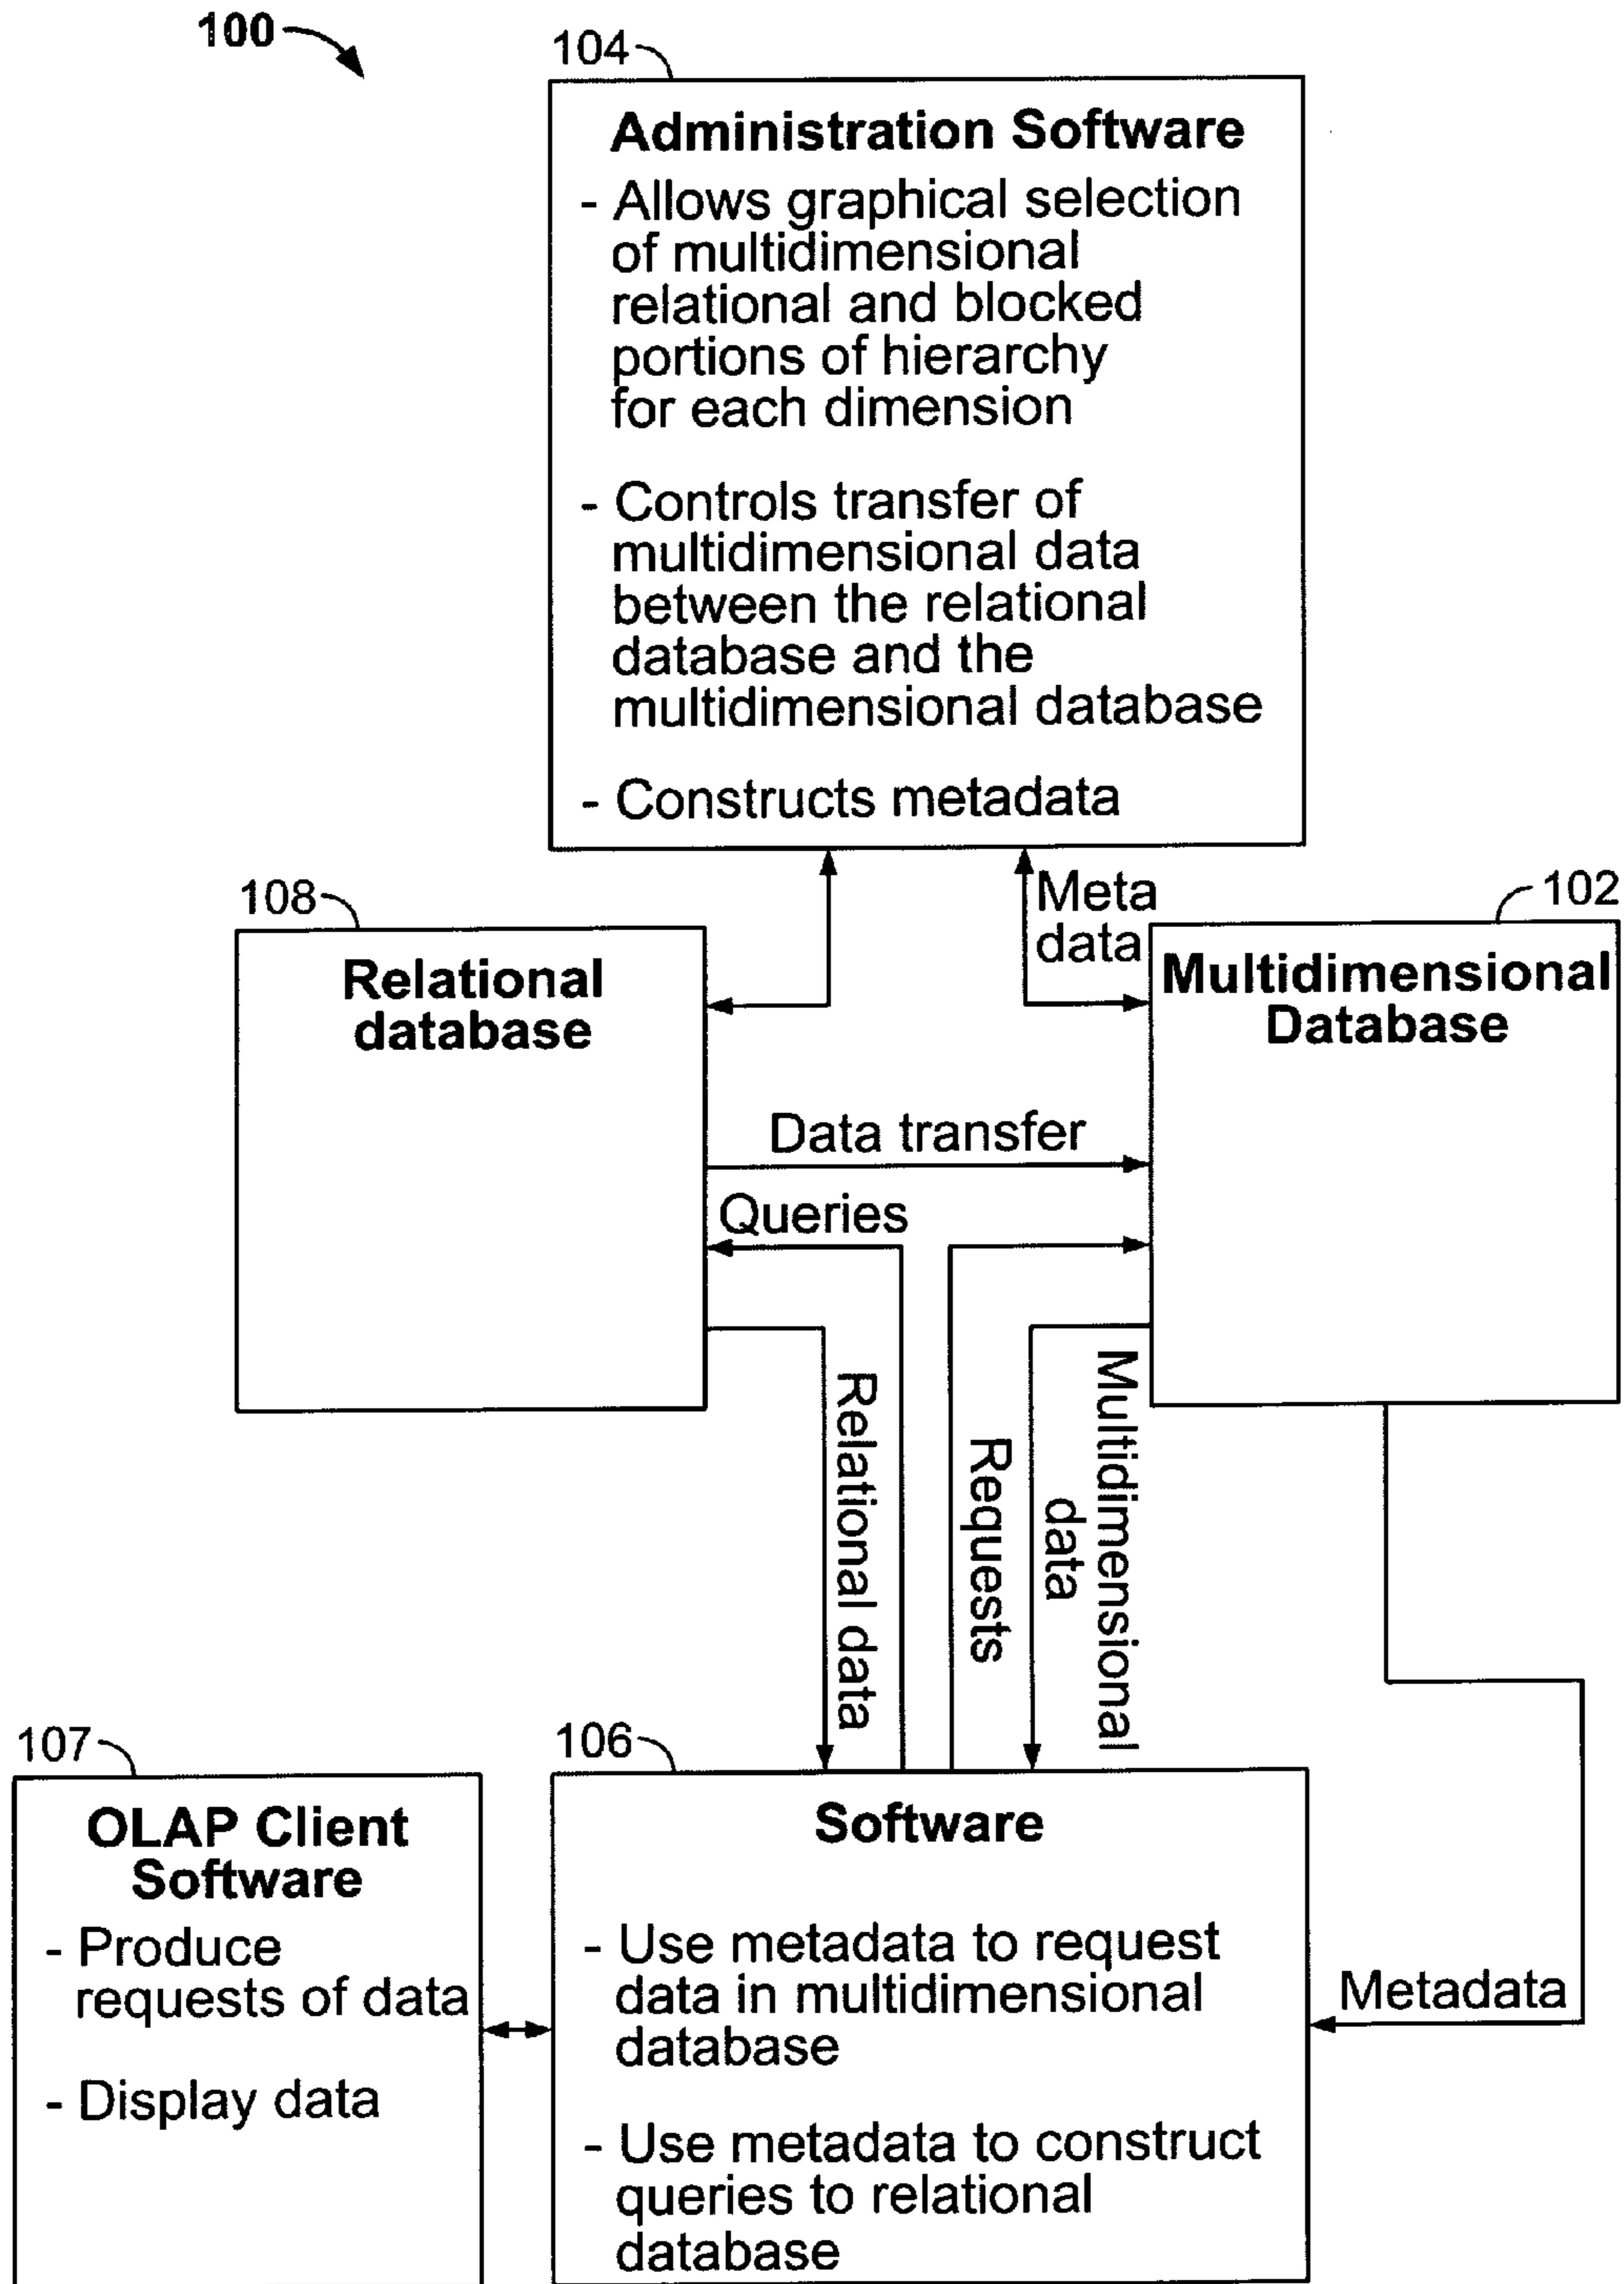 100
104
Administration Software
- Allows graphical selection
of multidimensional
relational and blocked
portions of hierarchy
for each dimension
- Controls transfer of
multidimensional data
between the relational
database and the
multidimensional database
- Constructs metadata
108
Relational
database
Meta
data
102
Multidimensional
Database
Data transfer
Queries
Relational data
Requests
Multidimensional
data
107
OLAP Client
Software
- Produce
requests of data
- Display data
106
Software
- Use metadata to request
data in multidimensional
database
- Use metadata to construct
queries to relational
database
Metadata